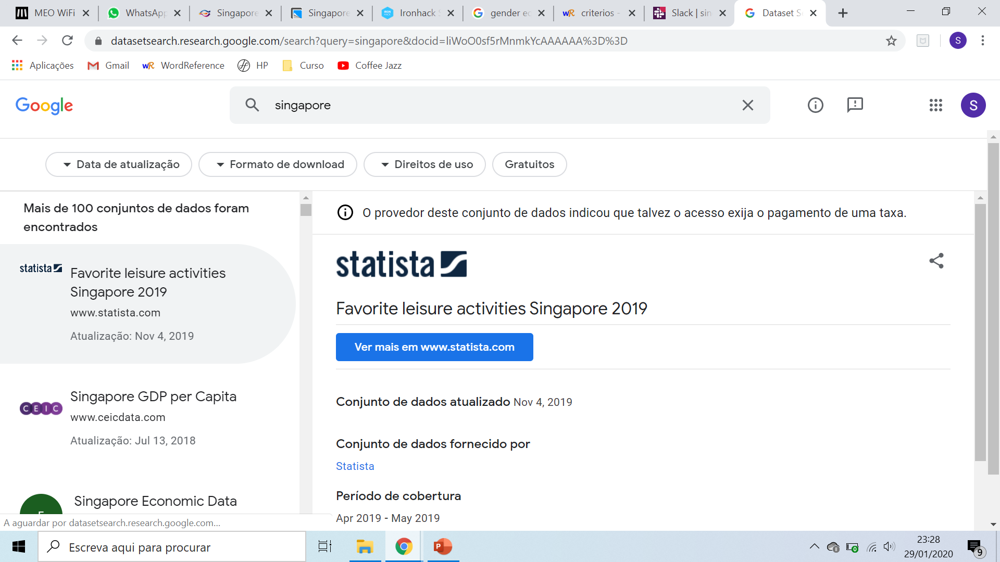 MEO WiFi
WhatsApp
Singapore
Singapore
Ironhack
gender ec
criterios -
Slack | sin
Dataset S
datasetsearch.research.google.com/search?query=singapore&docid=liWoO0sf5rMnmkYcAAAAAA%3D%3D
S
Aplicações
Gmail
WordReference
HP
Curso
Coffee Jazz
Google
singapore
S
Data de atualização
Formato de download
Direitos de uso
Gratuitos
Mais de 100 conjuntos de dados foram
encontrados
statista
Favorite leisure activities
Singapore 2019
www.statista.com
Atualização: Nov 4, 2019
CEIC
Singapore GDP per Capita
www.ceicdata.com
Atualização: Jul 13, 2018
Singapore Economic Data
A aguardar por datasetsearch.research.google.com...
O provedor deste conjunto de dados indicou que talvez o acesso exija o pagamento de uma taxa.
statista
Favorite leisure activities Singapore 2019
Ver mais em www.statista.com
Conjunto de dados atualizado Nov 4, 2019
Conjunto de dados fornecido por
Statista
Período de cobertura
Apr 2019 - May 2019
Escreva aqui para procurar
23:28
29/01/2020
9